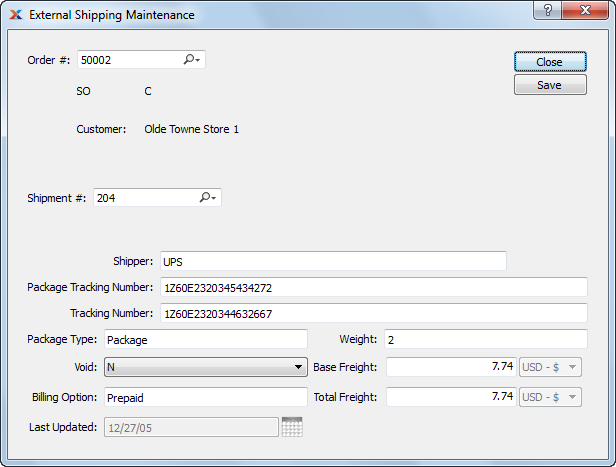 External Shipping Maintenance
Order #: 50002
Close
SO C
Save
Customer: Olde Towne Store 1
Shipment #: 204
Shipper: UPS
Package Tracking Number: 1Z60E2320345434272
Tracking Number: 1Z60E2320344632667
Package Type: Package Weight: 2
Void: N Base Freight: 7.74 USD - $
Billing Option: Prepaid Total Freight: 7.74 USD - $
Last Updated: 12/27/05